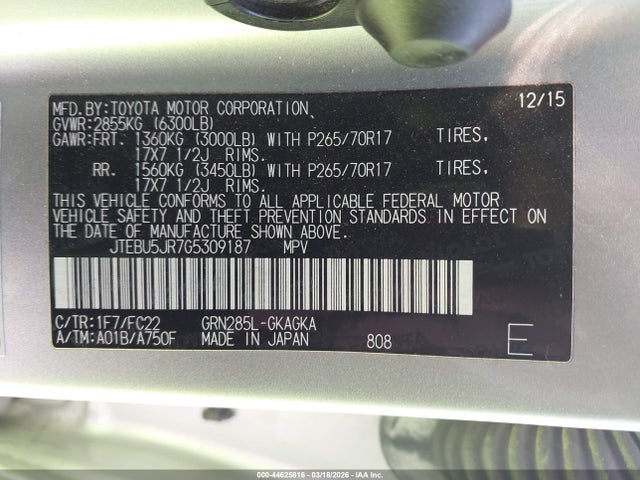 MFD.BY:TOYOTA MOTOR CORPORATION 12/15
GVWR:2855KG (6300LB)
GAWR:FRT. 1360KG (3000LB) WITH P265/70R17 TIRES,
17X7 1/2J RIMS.
RR. 1560KG (3450LB) WITH P265/70R17 TIRES,
17X7 1/2J RIMS.
THIS VEHICLE CONFORMS TO ALL APPLICABLE FEDERAL MOTOR
VEHICLE SAFETY AND THEFT PREVENTION STANDARDS IN EFFECT ON
THE DATE OF MANUFACTURE SHOWN ABOVE.
JTEBU5JR7G5309187 MPV
C/TR:1F7/FC22 GRN285L-GKAGKA
A/TM:A01B/A750F MADE IN JAPAN 808 E
000-44625816 - 03/18/2026 - IAA Inc.